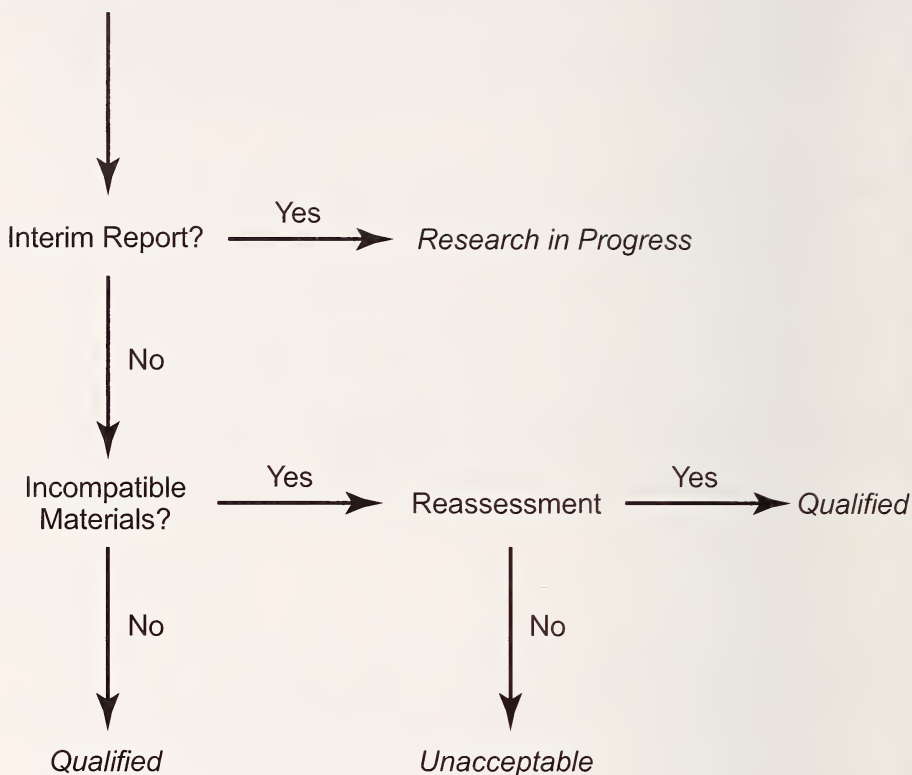 Yes
Interim Report?
Research in Progress
No
Incompatible
Materials?
Yes
Reassessment
Yes
Qualified
No
No
Qualified
Unacceptable